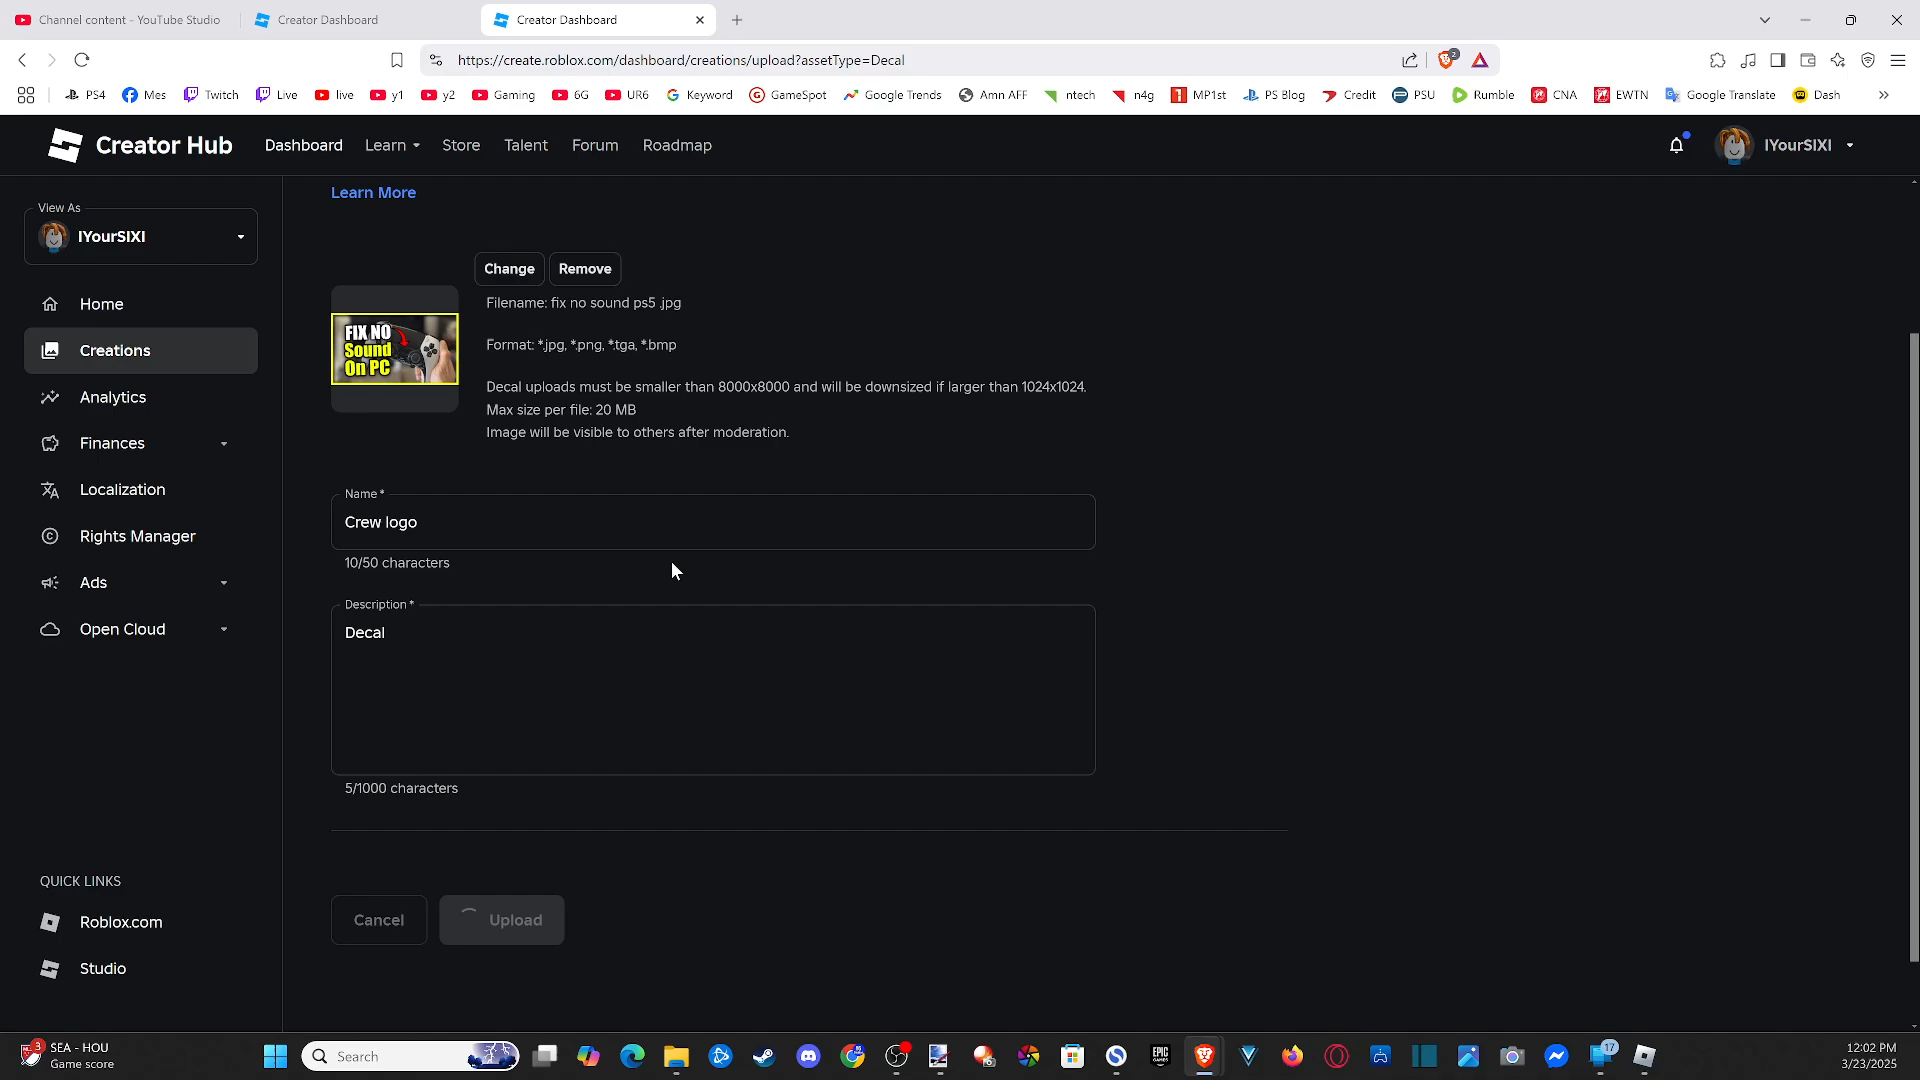 Channel content - YouTube Studio
Creator Dashboard
Creator Dashboard
https://create.roblox.com/dashboard/creations/upload?assetType=Decal
2
PS4
Mes
Twitch
Live
live
y1
y2
Gaming
6G
UR6
Keyword
GameSpot
Google Trends
Amn AFF
ntech
n4g
MP1st
PS Blog
Credit
PSU
Rumble
CNA
EWTN
Google Translate
Dash
Creator Hub
Dashboard
Learn
Store
Talent
Forum
Roadmap
IYourSIXI
View As
IYourSIXI
Home
Creations
Analytics
Finances
Localization
Rights Manager
Ads
Open Cloud
QUICK LINKS
Roblox.com
Studio
Learn More
Change
Remove
FIX NO
Sound
On PC
Filename: fix no sound ps5 .jpg
Format: *.jpg, *.png, *.tga, *.bmp
Decal uploads must be smaller than 8000x8000 and will be downsized if larger than 1024x1024.
Max size per file: 20 MB
Image will be visible to others after moderation.
Name *
Crew logo
10/50 characters
Description *
Decal
5/1000 characters
Cancel
Upload
3
SEA - HOU
Game score
Search
EPIC
GAMES
17
12:02 PM
3/23/2025